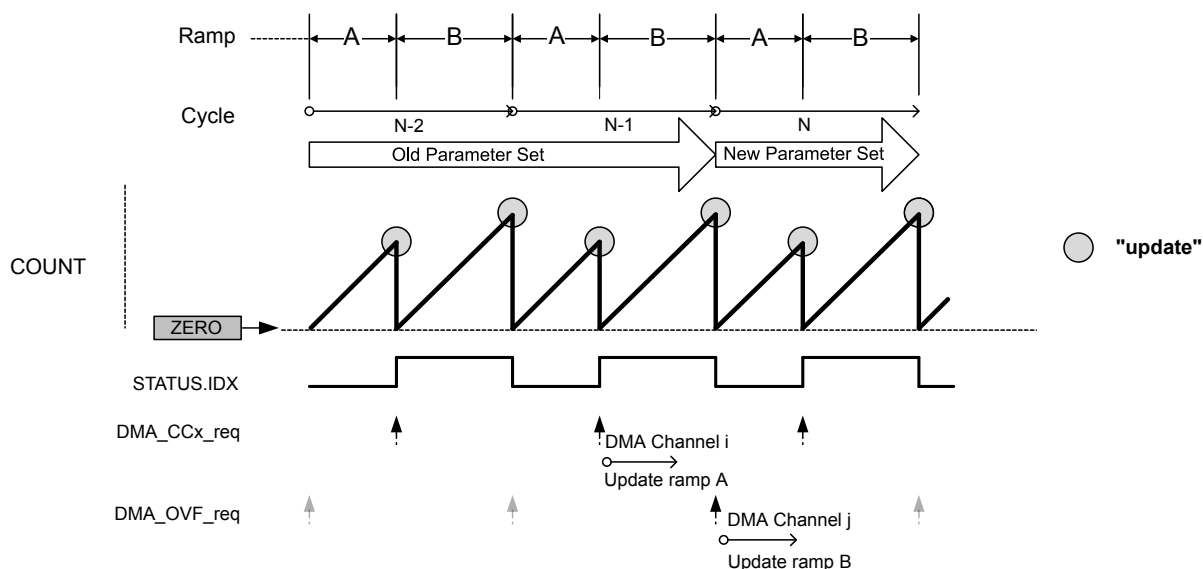 Ramp A B A B A B
Cycle
N-2 N-1 N
Old Parameter Set New Parameter Set
"update"
COUNT
ZERO
STATUS.IDX
DMA_CCx_req
DMA Channel i
Update ramp A
DMA_OVF_req
DMA Channel j
Update ramp B